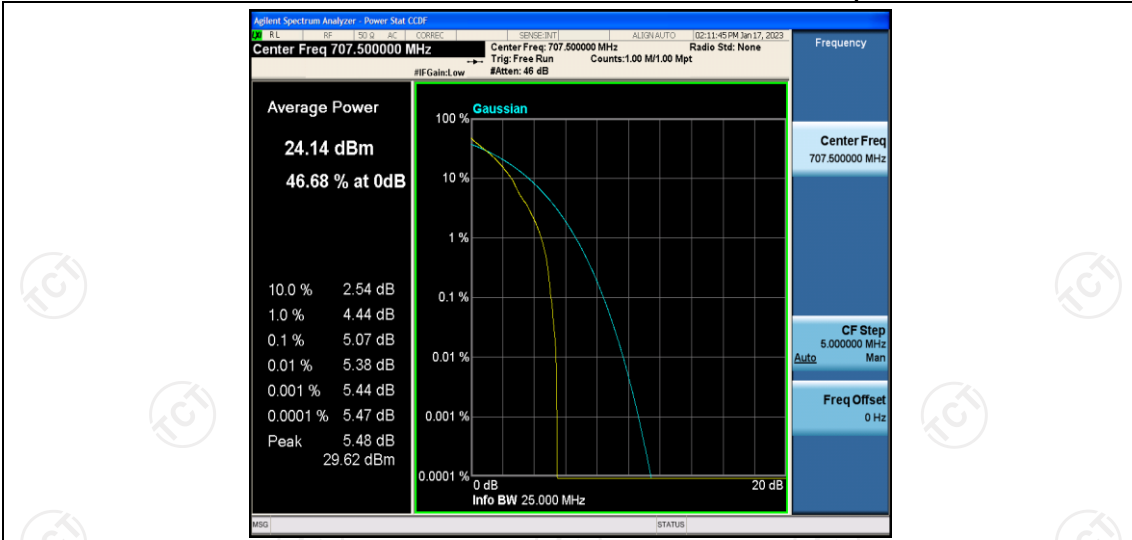 Agilent Spectrum Analyzer - Power Stat CCDF
LXI RL RF 50 Ω AC CORREC SENSE:INT ALIGN AUTO 02:11:45 PM Jan 17, 2023
Center Freq 707.500000 MHz Center Freq: 707.500000 MHz Radio Std: None Frequency
Trig: Free Run Counts:1.00 M/1.00 Mpt
#IFGain:Low #Atten: 46 dB
Average Power
24.14 dBm
46.68 % at 0dB
10.0 % 2.54 dB
1.0 % 4.44 dB
0.1 % 5.07 dB
0.01 % 5.38 dB
0.001 % 5.44 dB
0.0001 % 5.47 dB
Peak 5.48 dB
29.62 dBm
Gaussian
100 %
10 %
1 %
0.1 %
0.01 %
0.001 %
0.0001 %
0 dB 20 dB
Info BW 25.000 MHz
Center Freq
707.500000 MHz
CF Step
5.000000 MHz
Auto Man
Freq Offset
0 Hz
MSG STATUS
TCT
TCT
TCT
TCT
TCT
TCT